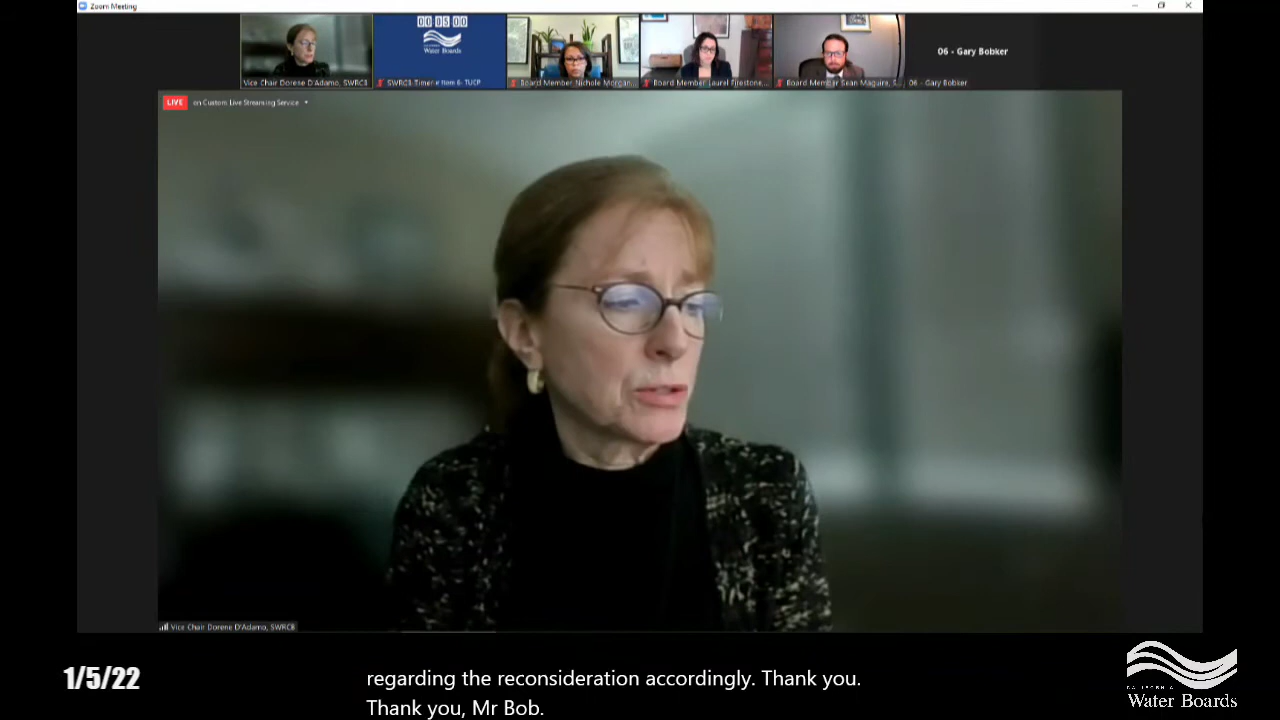 Zoom Meeting
00:05:00
Water Boards
06 - Gary Bobker
Vice Chair Dorene D'Adamo, SWRCB
SWRCB Timer
Item 6- TUCP
Board Member Nichole Morgan...
Board Member Laurel Firestone...
Board Member Sean Maguire, S...
06 - Gary Bobker
LIVE on Custom Live Streaming Service
Vice Chair Dorene D'Adamo, SWRCB
1/5/22
regarding the reconsideration accordingly. Thank you.
Thank you, Mr Bob.
CALIFORNIA
Water Boards